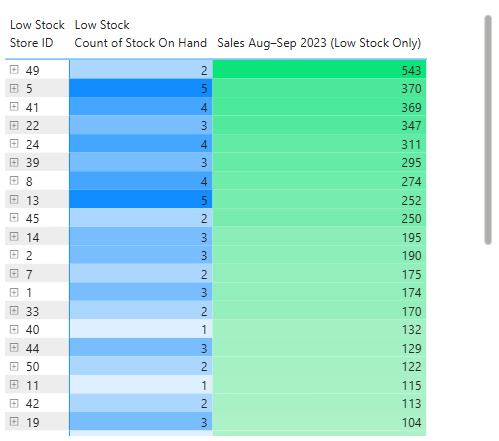 Low Stock Low Stock
Store ID Count of Stock On Hand Sales Aug–Sep 2023 (Low Stock Only)
49 2 543
5 5 370
41 4 369
22 3 347
24 4 311
39 3 295
8 4 274
13 5 252
45 2 250
14 3 195
2 3 190
7 2 175
1 3 174
33 2 170
40 1 132
44 3 129
50 2 122
11 1 115
42 2 113
19 3 104